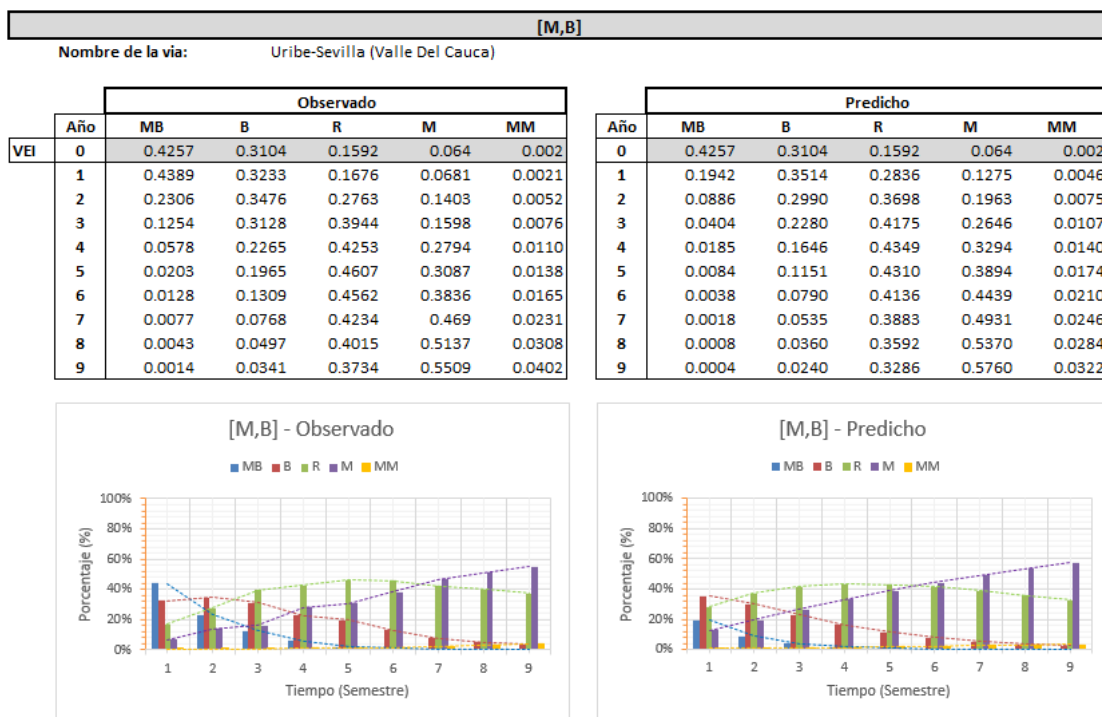 [M,B]
Nombre de la via: Uribe-Sevilla (Valle Del Cauca)
Observado
Año MB B R M MM
VEI 0 0.4257 0.3104 0.1592 0.064 0.002
1 0.4389 0.3233 0.1676 0.0681 0.0021
2 0.2306 0.3476 0.2763 0.1403 0.0052
3 0.1254 0.3128 0.3944 0.1598 0.0076
4 0.0578 0.2265 0.4253 0.2794 0.0110
5 0.0203 0.1965 0.4607 0.3087 0.0138
6 0.0128 0.1309 0.4562 0.3836 0.0165
7 0.0077 0.0768 0.4234 0.469 0.0231
8 0.0043 0.0497 0.4015 0.5137 0.0308
9 0.0014 0.0341 0.3734 0.5509 0.0402
Predicho
Año MB B R M MM
0 0.4257 0.3104 0.1592 0.064 0.002
1 0.1942 0.3514 0.2836 0.1275 0.0046
2 0.0886 0.2990 0.3698 0.1963 0.0075
3 0.0404 0.2280 0.4175 0.2646 0.0107
4 0.0185 0.1646 0.4349 0.3294 0.0140
5 0.0084 0.1151 0.4310 0.3894 0.0174
6 0.0038 0.0790 0.4136 0.4439 0.0210
7 0.0018 0.0535 0.3883 0.4931 0.0246
8 0.0008 0.0360 0.3592 0.5370 0.0284
9 0.0004 0.0240 0.3286 0.5760 0.0322
[M,B] - Observado
MB B R M MM
Porcentaje (%)
100%
80%
60%
40%
20%
0%
1 2 3 4 5 6 7 8 9
Tiempo (Semestre)
[M,B] - Predicho
MB B R M MM
Porcentaje (%)
100%
80%
60%
40%
20%
0%
1 2 3 4 5 6 7 8 9
Tiempo (Semestre)